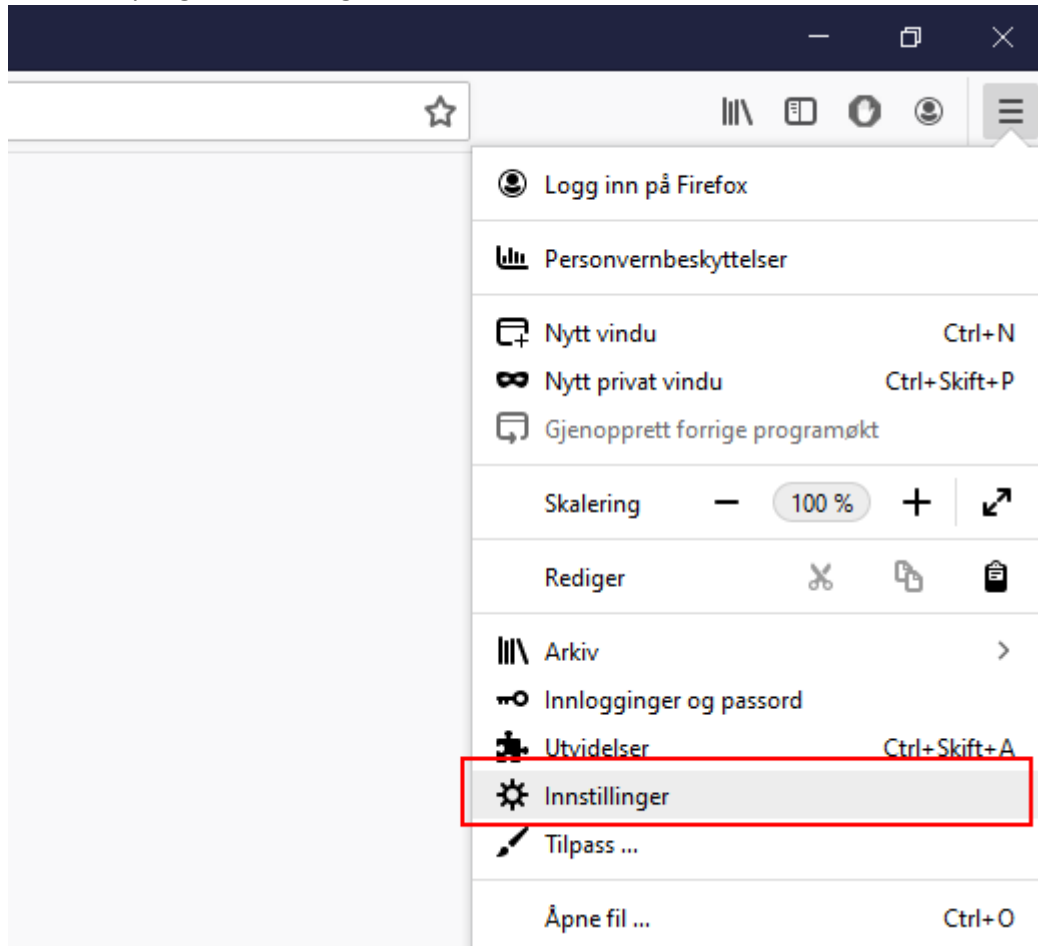 Logg inn på Firefox
Personvernbeskyttelser
Nytt vindu Ctrl+N
Nytt privat vindu Ctrl+Skift+P
Gjenopprett forrige programøkt
Skalering 100 %
Rediger
Arkiv
Innlogginger og passord
Utvidelser Ctrl+Skift+A
Innstillinger
Tilpass ...
Åpne fil ... Ctrl+O